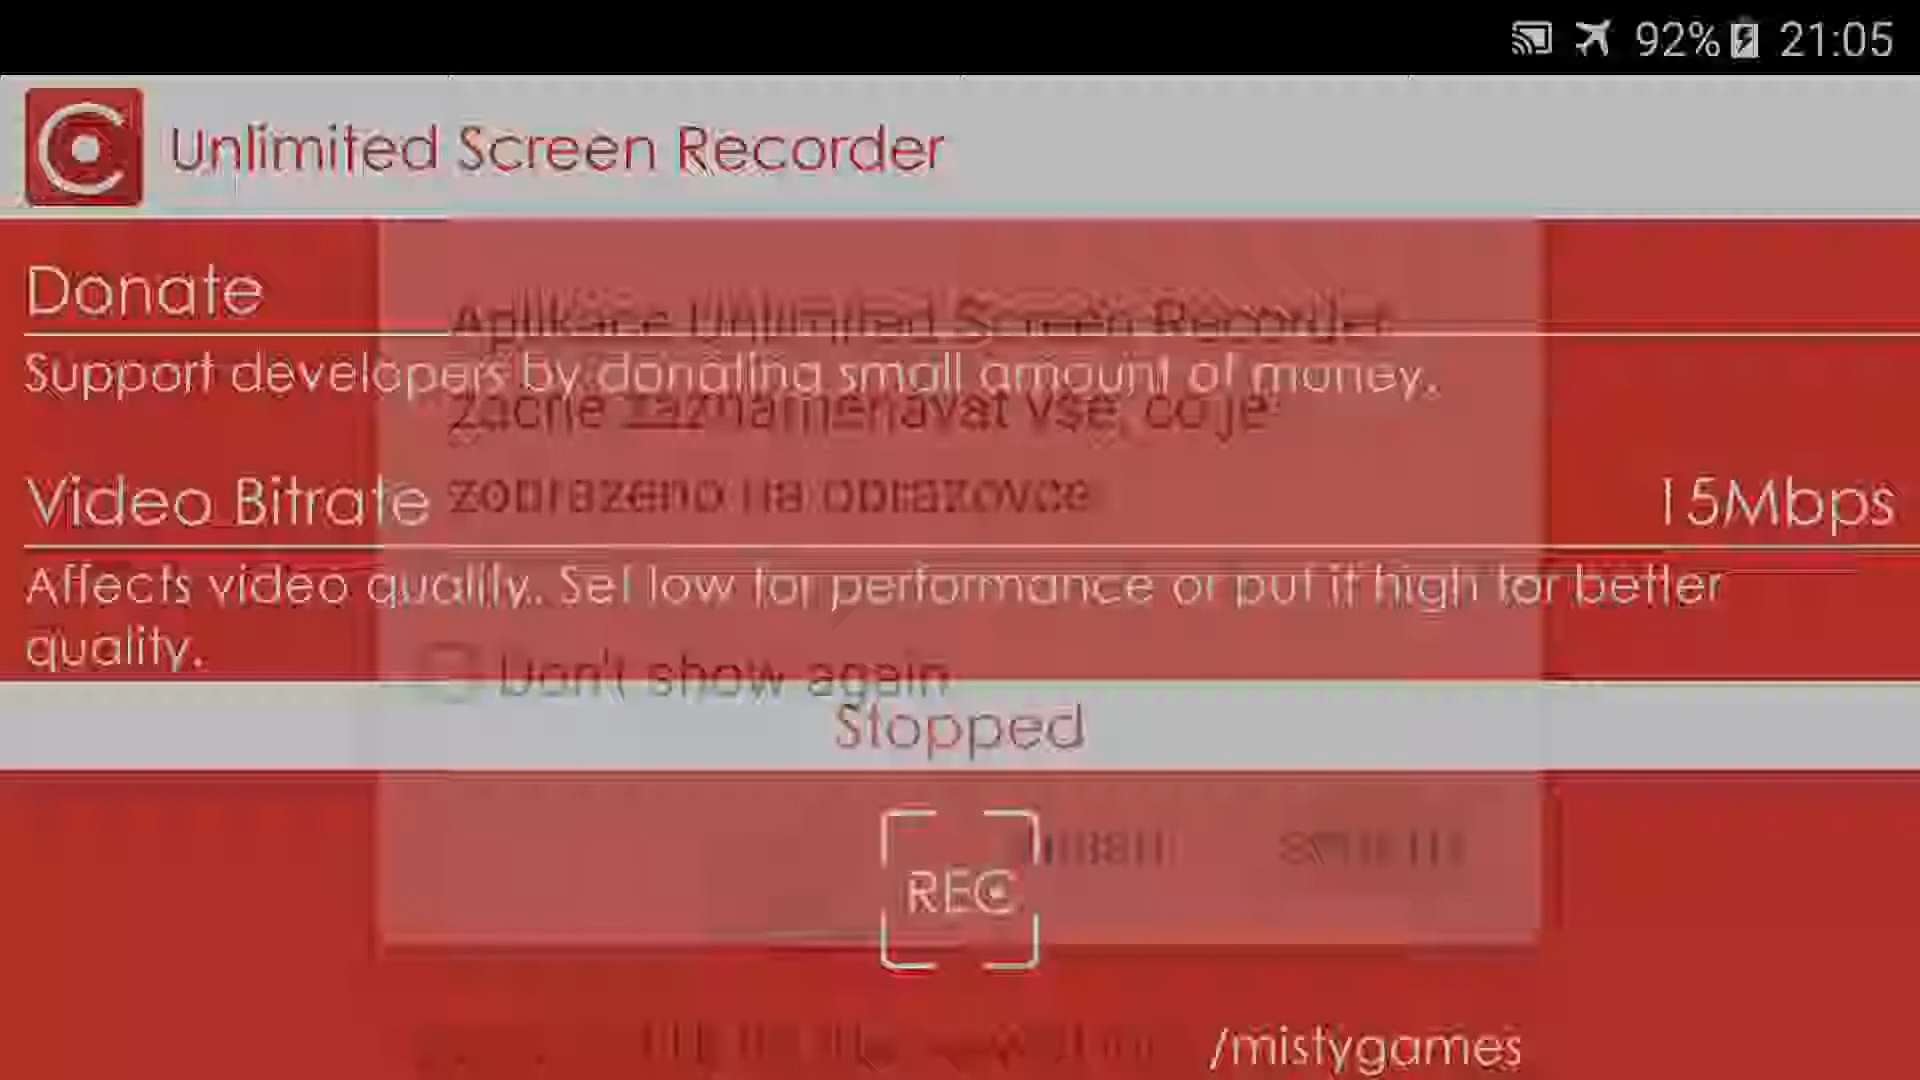 92% 21:05
Unlimited Screen Recorder
Donate
Aplikace Unlimited Screen Recorder
Support developers by donating small amount of money.
začne zaznamenávat vše, co je
Video Bitrate 15Mbps
zobrazeno na obrazovce
Affects video quality. Set low for performance or put it high for better
quality.
Don't show again
Stopped
REC
/mistygames